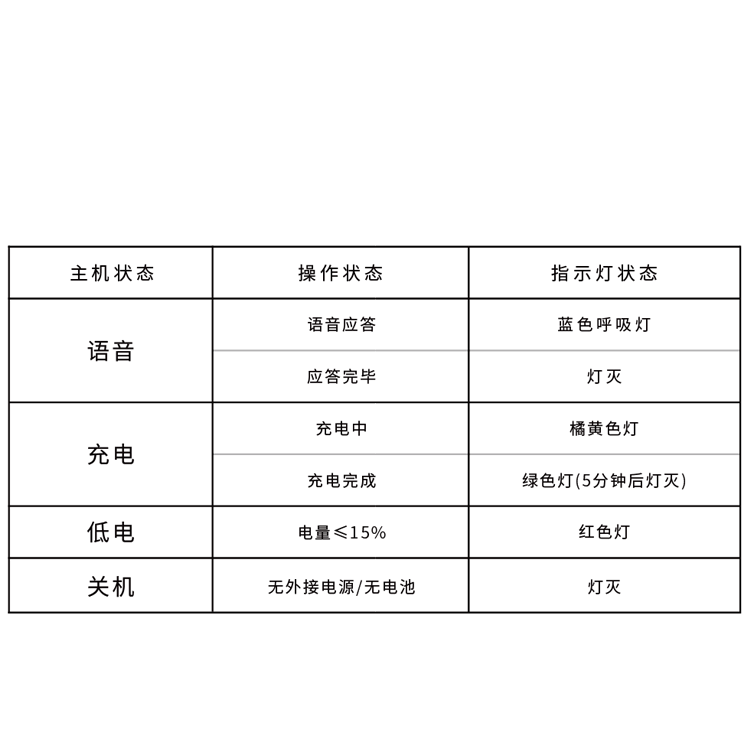 主机状态 操作状态 指示灯状态
语音 语音应答 蓝色呼吸灯
应答完毕 灯灭
充电 充电中 橘黄色灯
充电完成 绿色灯(5分钟后灯灭)
低电 电量≤15% 红色灯
关机 无外接电源/无电池 灯灭